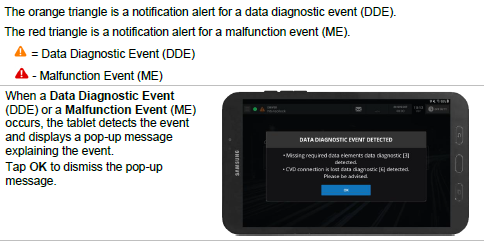 The orange triangle is a notification alert for a data diagnostic event (DDE).
The red triangle is a notification alert for a malfunction event (ME).
= Data Diagnostic Event (DDE)
- Malfunction Event (ME)
When a Data Diagnostic Event
(DDE) or a Malfunction Event (ME)
occurs, the tablet detects the event
and displays a pop-up message
explaining the event.
Tap OK to dismiss the pop-up
message.
SAMSUNG
DATA DIAGNOSTIC EVENT DETECTED
• Missing required data elements data diagnostic [3]
detected.
• CVD connection is lost data diagnostic [6] detected.
Please be advised.
OK